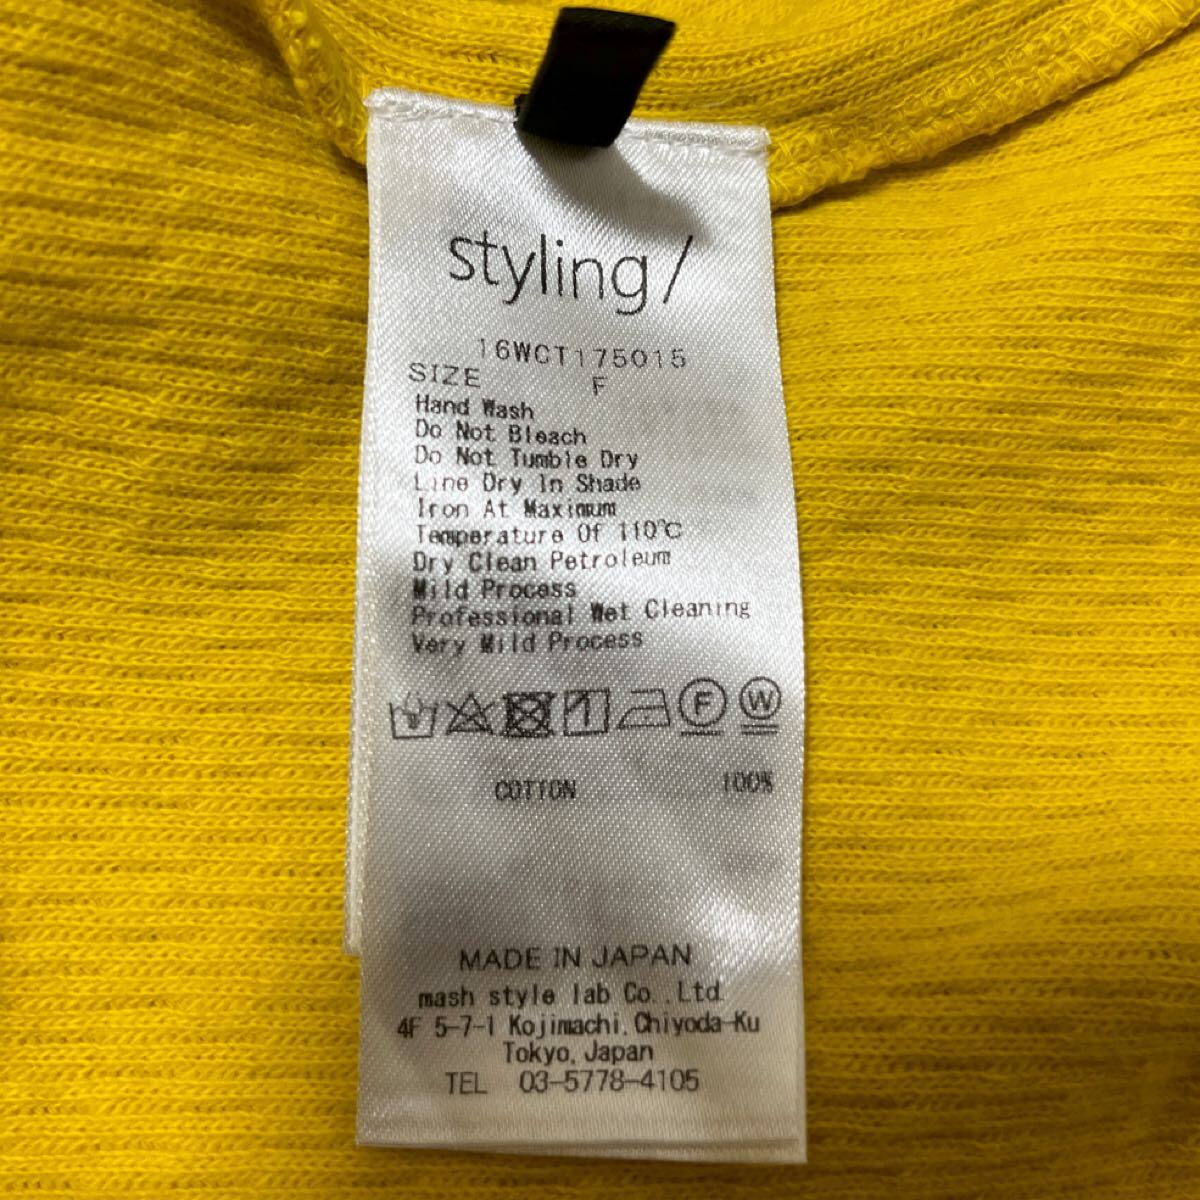 styling/
16WCT175015
SIZE F
Hand Wash
Do Not Bleach
Do Not Tumble Dry
Line Dry In Shade
Iron At Maximum
Temperature Of 110℃
Dry Clean Petroleum
Mild Process
Professional Wet Cleaning
Very Mild Process
F W
COTTON 100%
MADE IN JAPAN
mash style lab Co.,Ltd.
4F 5-7-1 Kojimachi,Chiyoda-Ku
Tokyo,Japan
TEL 03-5778-4105